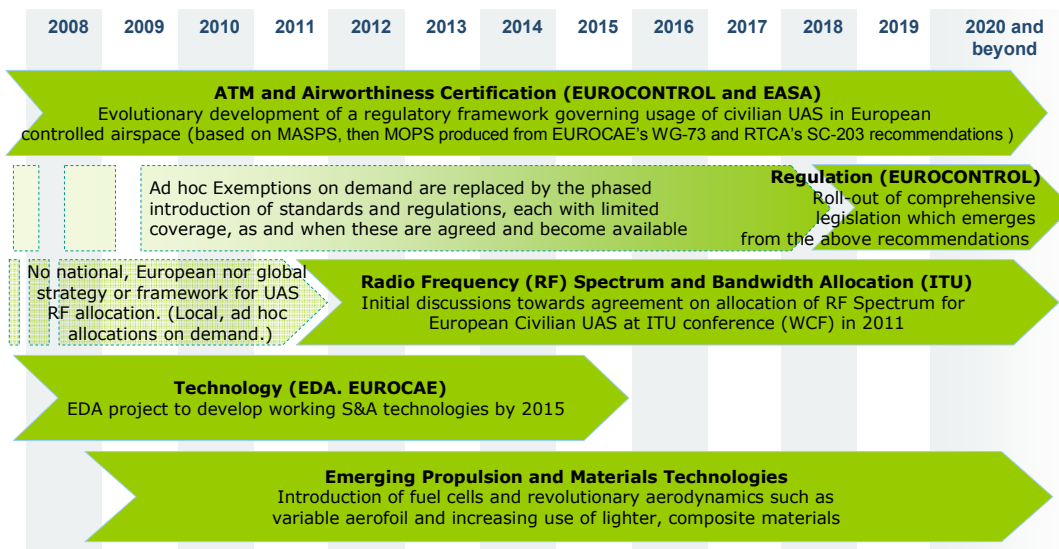 2008 2009 2010 2011 2012 2013 2014 2015 2016 2017 2018 2019 2020 and
beyond
ATM and Airworthiness Certification (EUROCONTROL and EASA)
Evolutionary development of a regulatory framework governing usage of civilian UAS in European
controlled airspace (based on MASPS, then MOPS produced from EUROCAE's WG-73 and RTCA's SC-203 recommendations )
Ad hoc Exemptions on demand are replaced by the phased
introduction of standards and regulations, each with limited
coverage, as and when these are agreed and become available
Regulation (EUROCONTROL)
Roll-out of comprehensive
legislation which emerges
from the above recommendations
No national, European nor global
strategy or framework for UAS
RF allocation. (Local, ad hoc
allocations on demand.)
Radio Frequency (RF) Spectrum and Bandwidth Allocation (ITU)
Initial discussions towards agreement on allocation of RF Spectrum for
European Civilian UAS at ITU conference (WCF) in 2011
Technology (EDA. EUROCAE)
EDA project to develop working S&A technologies by 2015
Emerging Propulsion and Materials Technologies
Introduction of fuel cells and revolutionary aerodynamics such as
variable aerofoil and increasing use of lighter, composite materials